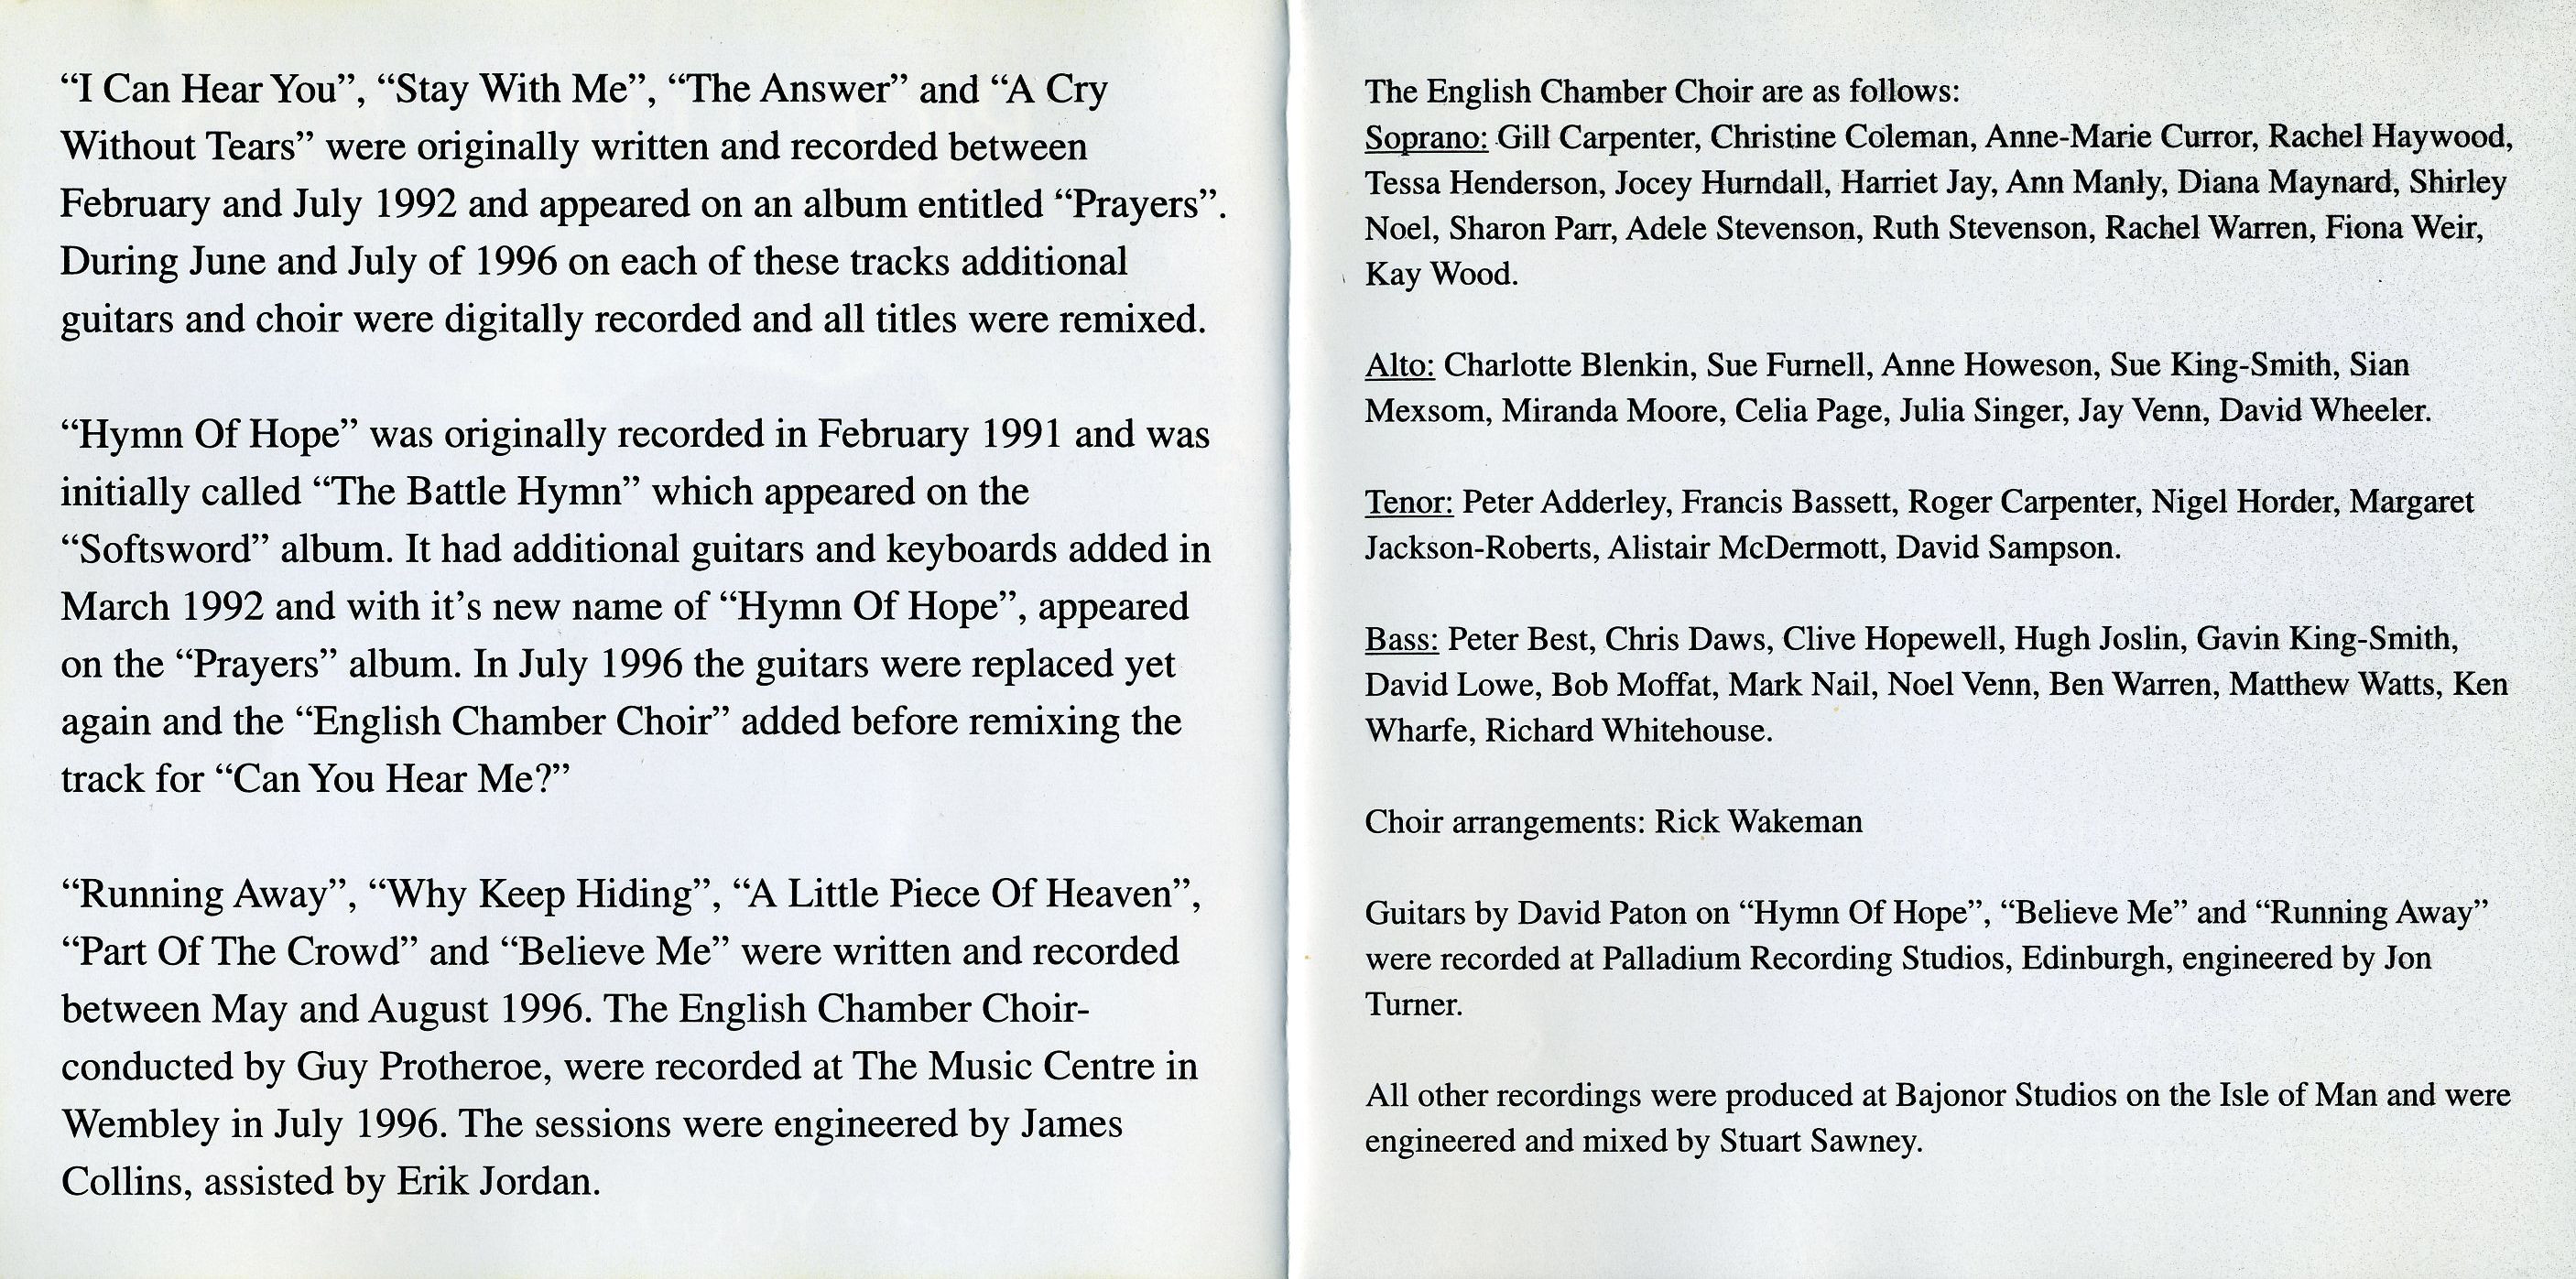 “I Can Hear You”, “Stay With Me”, “The Answer” and “A Cry
Without Tears” were originally written and recorded between
February and July 1992 and appeared on an album entitled “Prayers”.
During June and July of 1996 on each of these tracks additional
guitars and choir were digitally recorded and all titles were remixed.
“Hymn Of Hope” was originally recorded in February 1991 and was
initially called “The Battle Hymn” which appeared on the
“Softsword” album. It had additional guitars and keyboards added in
March 1992 and with it’s new name of “Hymn Of Hope”, appeared
on the “Prayers” album. In July 1996 the guitars were replaced yet
again and the “English Chamber Choir” added before remixing the
track for “Can You Hear Me?”
“Running Away”, “Why Keep Hiding”, “A Little Piece Of Heaven”,
“Part Of The Crowd” and “Believe Me” were written and recorded
between May and August 1996. The English Chamber Choir-
conducted by Guy Protheroe, were recorded at The Music Centre in
Wembley in July 1996. The sessions were engineered by James
Collins, assisted by Erik Jordan.
The English Chamber Choir are as follows:
Soprano: Gill Carpenter, Christine Coleman, Anne-Marie Curror, Rachel Haywood,
Tessa Henderson, Jocey Hurndall, Harriet Jay, Ann Manly, Diana Maynard, Shirley
Noel, Sharon Parr, Adele Stevenson, Ruth Stevenson, Rachel Warren, Fiona Weir,
Kay Wood.
Alto: Charlotte Blenkin, Sue Furnell, Anne Howeson, Sue King-Smith, Sian
Mexsom, Miranda Moore, Celia Page, Julia Singer, Jay Venn, David Wheeler.
Tenor: Peter Adderley, Francis Bassett, Roger Carpenter, Nigel Horder, Margaret
Jackson-Roberts, Alistair McDermott, David Sampson.
Bass: Peter Best, Chris Daws, Clive Hopewell, Hugh Joslin, Gavin King-Smith,
David Lowe, Bob Moffat, Mark Nail, Noel Venn, Ben Warren, Matthew Watts, Ken
Wharfe, Richard Whitehouse.
Choir arrangements: Rick Wakeman
Guitars by David Paton on “Hymn Of Hope”, “Believe Me” and “Running Away”
were recorded at Palladium Recording Studios, Edinburgh, engineered by Jon
Turner.
All other recordings were produced at Bajonor Studios on the Isle of Man and were
engineered and mixed by Stuart Sawney.